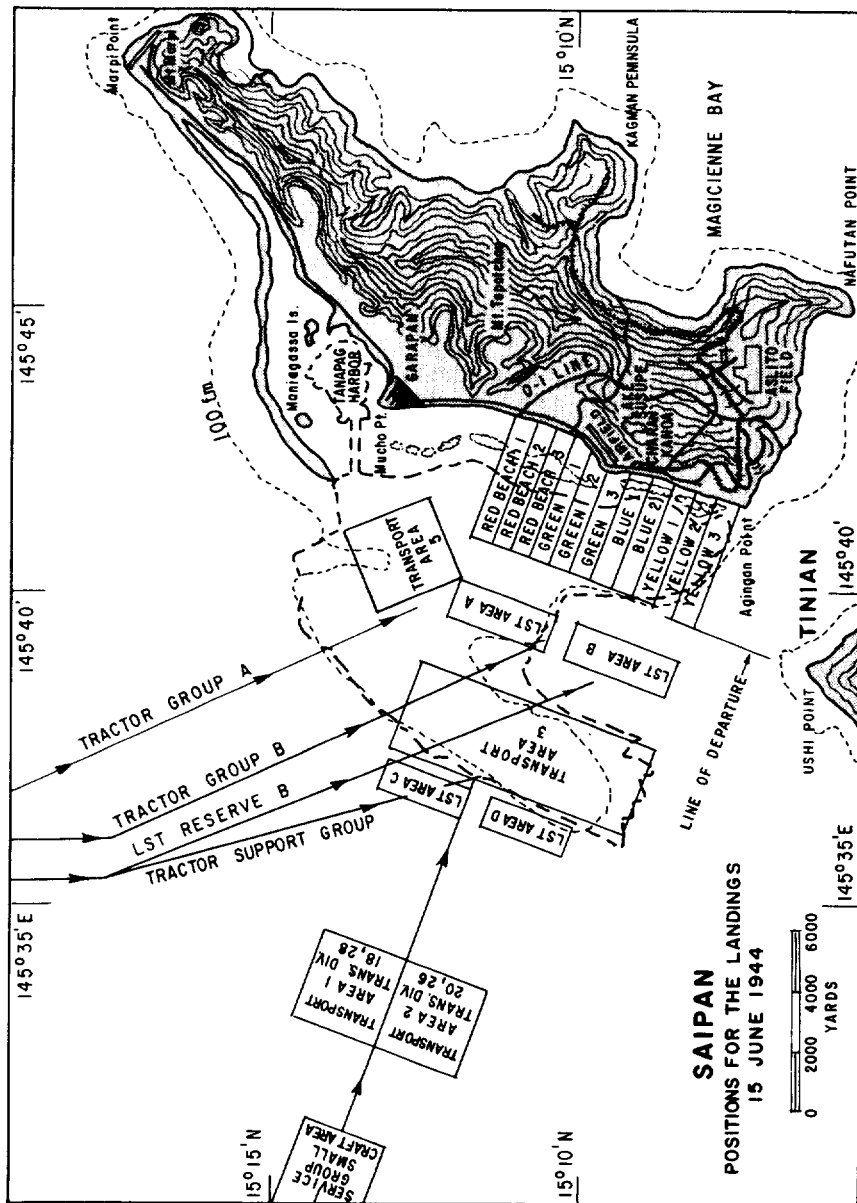 SAIPAN
POSITIONS FOR THE LANDINGS
15 JUNE 1944
0 2000 4000 6000
YARDS
145°35'E
145°40'
145°45'
15°15'N
15°10'N
15°10'
145°35'E
145°40'
TRACTOR GROUP A
TRACTOR GROUP B
LST RESERVE B
TRACTOR SUPPORT GROUP
SERVICE
GROUP
SMALL
CRAFT AREA
TRANSPORT
AREA 1
TRANS. DIV.
18,28
TRANSPORT
AREA 2
TRANS. DIV.
20,26
TRANSPORT
AREA
3
TRANSPORT
AREA
5
LST AREA A
LST AREA B
LST AREA C
LST AREA D
LINE OF DEPARTURE
RED BEACH 1
RED BEACH 2
RED BEACH 3
GREEN 1
GREEN 2
GREEN 3
BLUE 1
BLUE 2
YELLOW 1
YELLOW 2
YELLOW 3
100 fm
Marpi Point
Mt Marpi
Maniagassa Is.
TANAPAG
HARBOR
Mucho Pt.
GARAPAN
Mt Tapotchau
O-1 LINE
AIRFIELD
L. SUSUPE
CHARAN
KANOA
ASLITO
FIELD
Agingan Point
KAGMAN PENINSULA
MAGICIENNE BAY
NAFUTAN POINT
TINIAN
USHI POINT